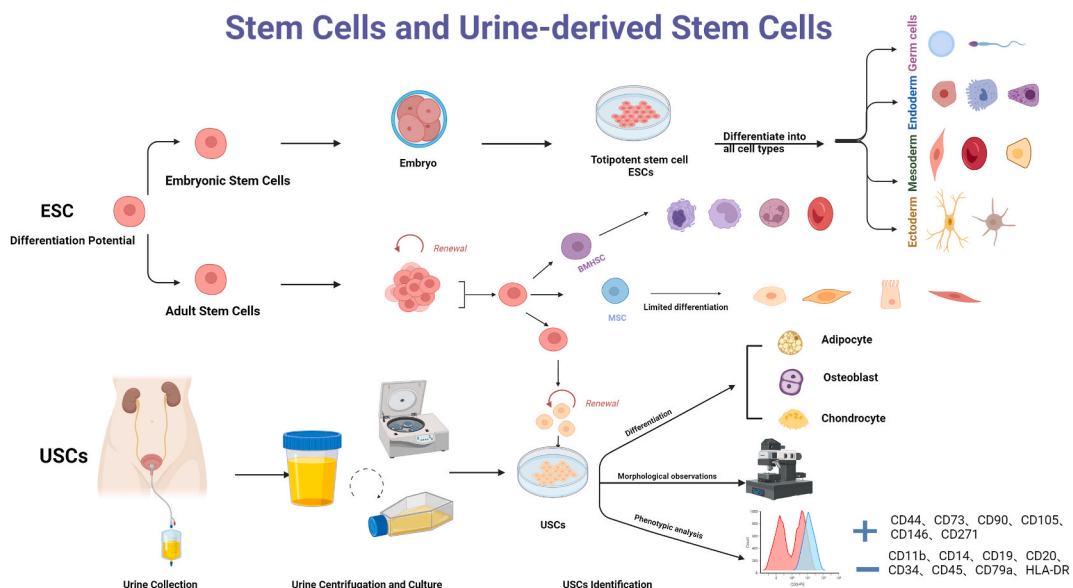 Stem Cells and Urine-derived Stem Cells
Germ cells
Endoderm
Mesoderm
Ectoderm
Embryonic Stem Cells
Embryo
Totipotent stem cell
ESCs
Differentiate into
all cell types
ESC
Differentiation Potential
Adult Stem Cells
Renewal
BMHSC
MSC
Limited differentiation
Renewal
Adipocyte
Osteoblast
Chondrocyte
USCs
Differentiation
Morphological observations
Phenotypic analysis
USCs
CD44、CD73、CD90、CD105、
CD146、CD271
CD11b、CD14、CD19、CD20、
CD34、CD45、CD79a、HLA-DR
Urine Collection
Urine Centrifugation and Culture
USCs Identification